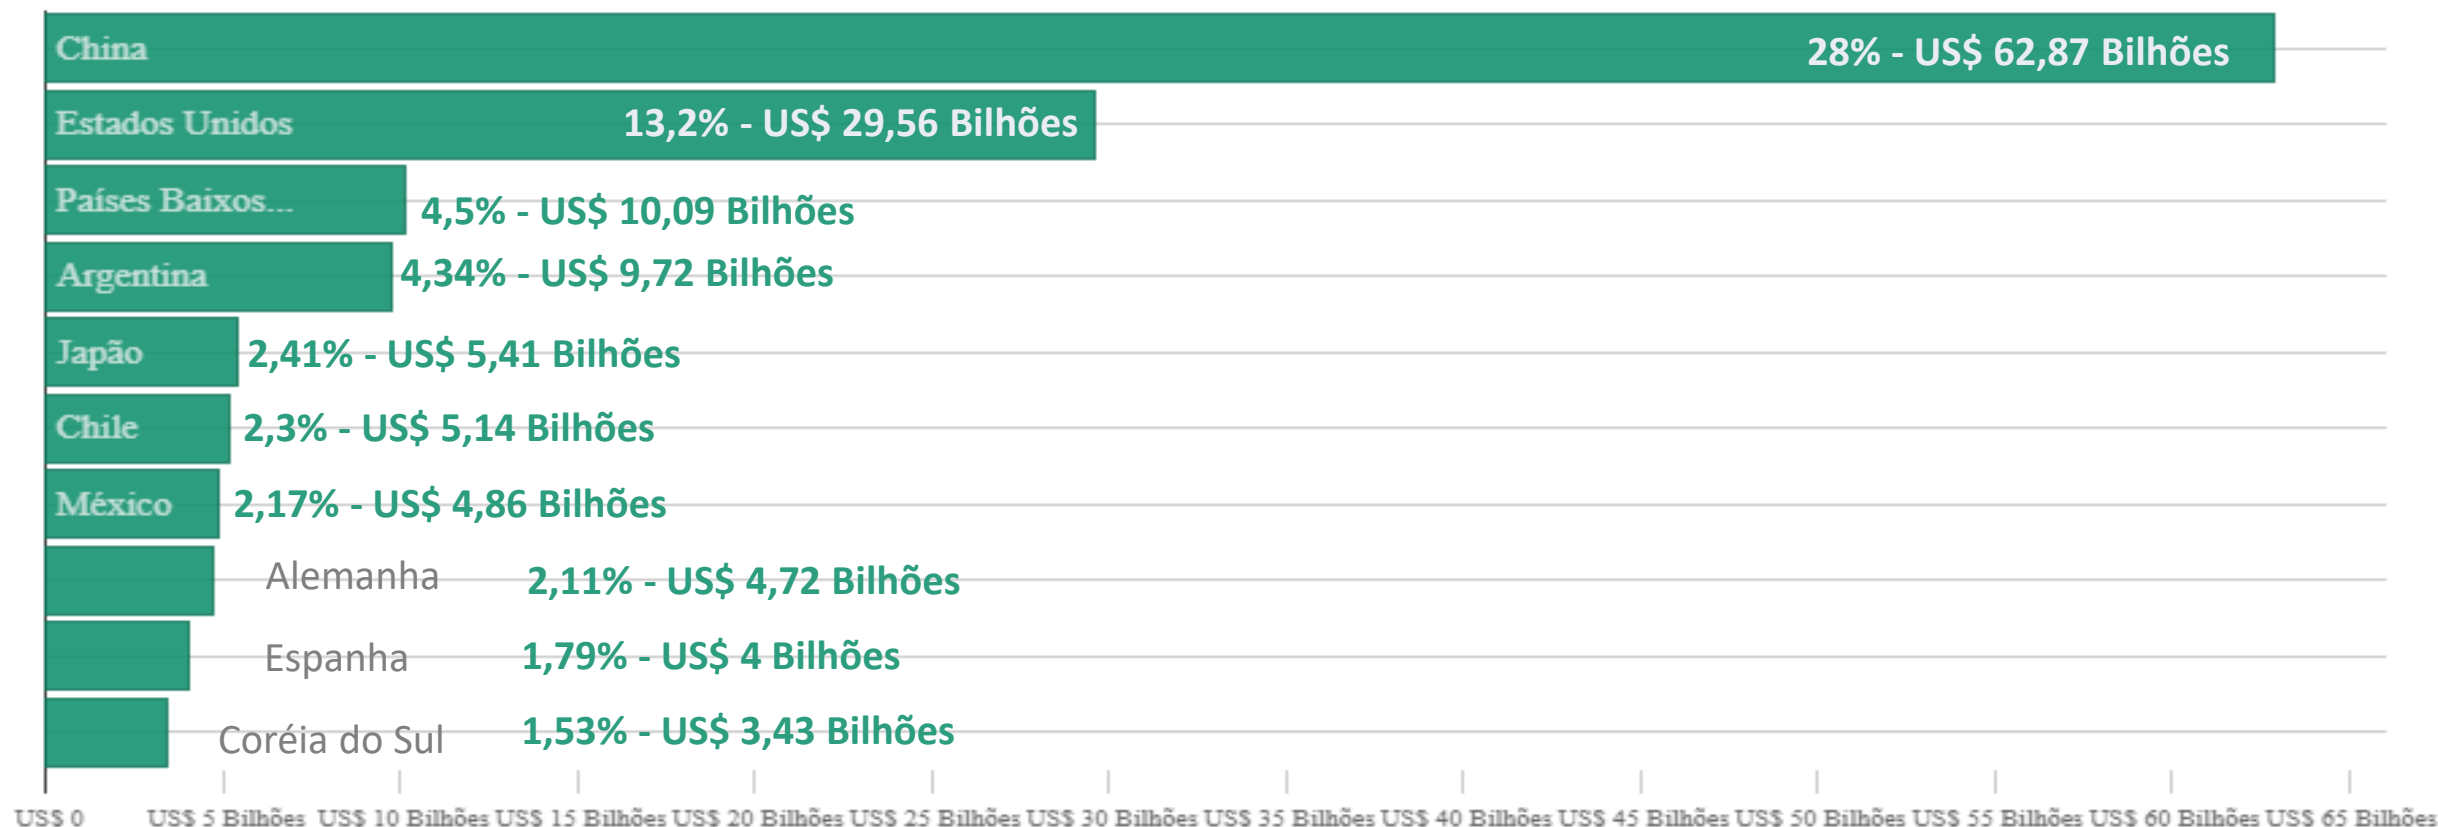 China 28% - US$ 62,87 Bilhões
Estados Unidos 13,2% - US$ 29,56 Bilhões
Países Baixos... 4,5% - US$ 10,09 Bilhões
Argentina 4,34% - US$ 9,72 Bilhões
Japão 2,41% - US$ 5,41 Bilhões
Chile 2,3% - US$ 5,14 Bilhões
México 2,17% - US$ 4,86 Bilhões
Alemanha 2,11% - US$ 4,72 Bilhões
Espanha 1,79% - US$ 4 Bilhões
Coréia do Sul 1,53% - US$ 3,43 Bilhões
US$ 0 US$ 5 Bilhões US$ 10 Bilhões US$ 15 Bilhões US$ 20 Bilhões US$ 25 Bilhões US$ 30 Bilhões US$ 35 Bilhões US$ 40 Bilhões US$ 45 Bilhões US$ 50 Bilhões US$ 55 Bilhões US$ 60 Bilhões US$ 65 Bilhões